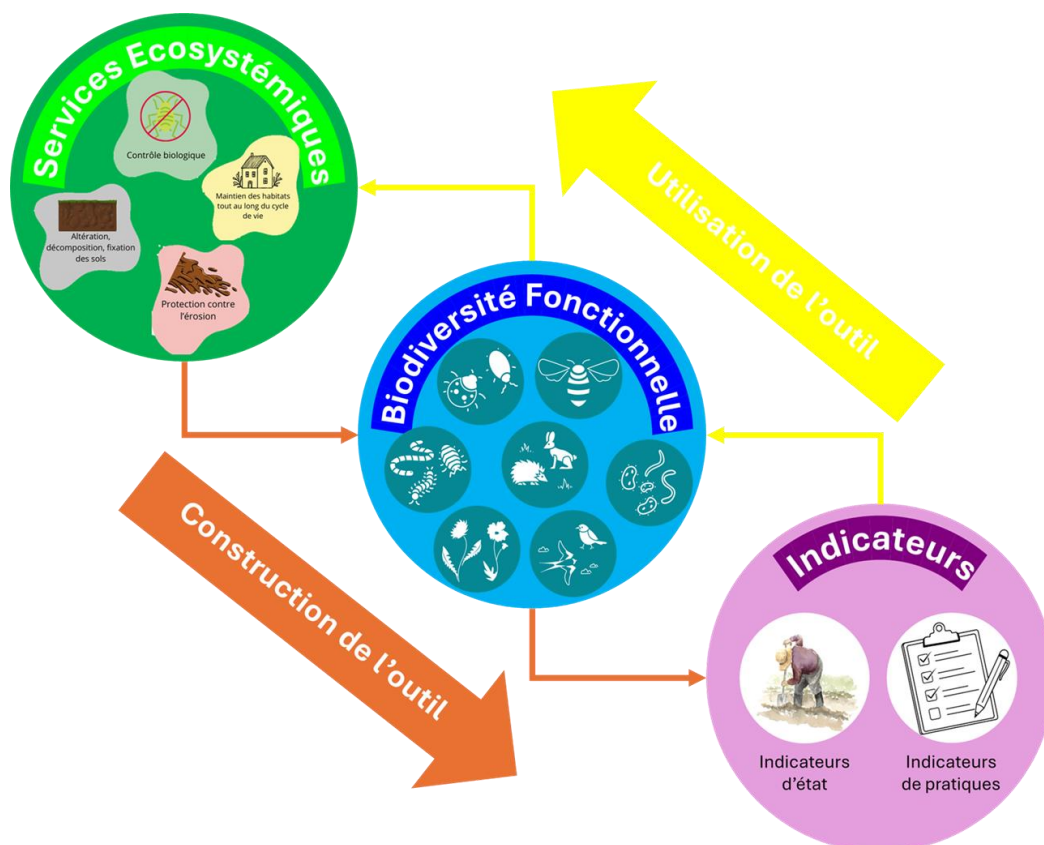 Services Ecosystémiques
Contrôle biologique
Maintien des habitats
tout au long du cycle
de vie
Altération,
décomposition, fixation
des sols
Protection contre
l'érosion
Utilisation de l'outil
Biodiversité Fonctionnelle
Construction de l'outil
Indicateurs
Indicateurs
d'état
Indicateurs
de pratiques